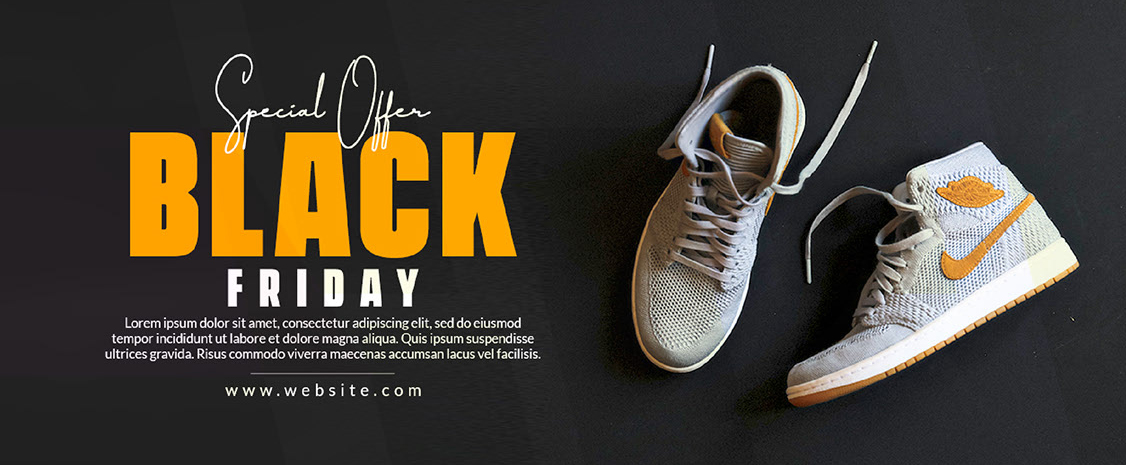 Special Offer
BLACK
FRIDAY
Lorem ipsum dolor sit amet, consectetur adipiscing elit, sed do eiusmod
tempor incididunt ut labore et dolore magna aliqua. Quis ipsum suspendisse
ultrices gravida. Risus commodo viverra maecenas accumsan lacus vel facilisis.
www.website.com